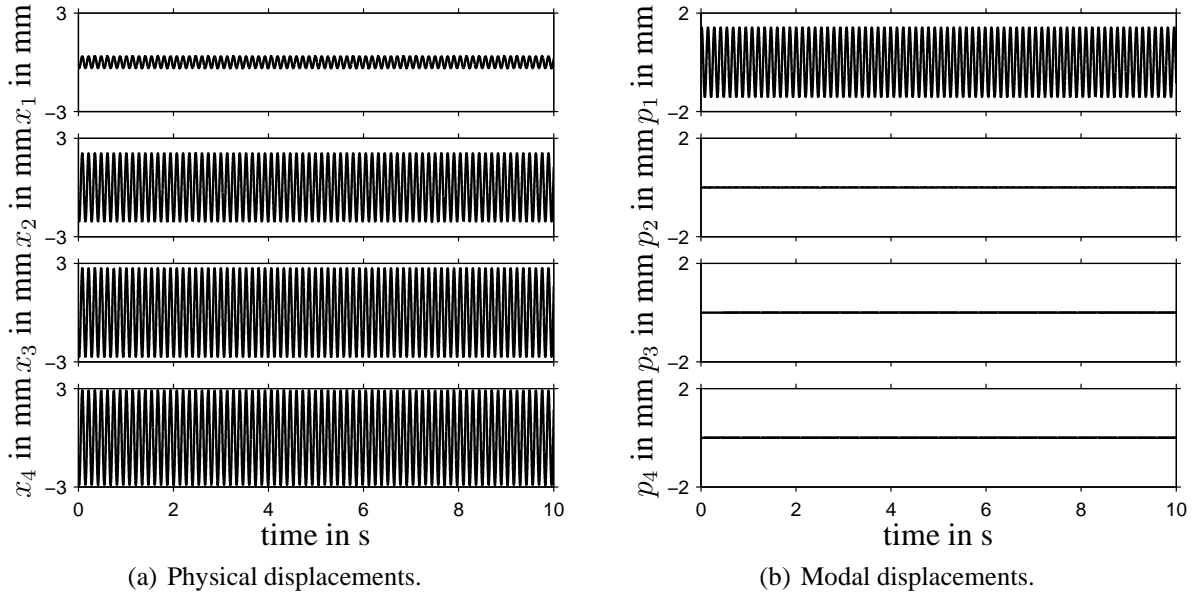 x₁ in mm
3
−3
x₂ in mm
3
−3
x₃ in mm
3
−3
x₄ in mm
3
−3
0 2 4 6 8 10
time in s
(a) Physical displacements.
p₁ in mm
2
−2
p₂ in mm
2
−2
p₃ in mm
2
−2
p₄ in mm
2
−2
0 2 4 6 8 10
time in s
(b) Modal displacements.